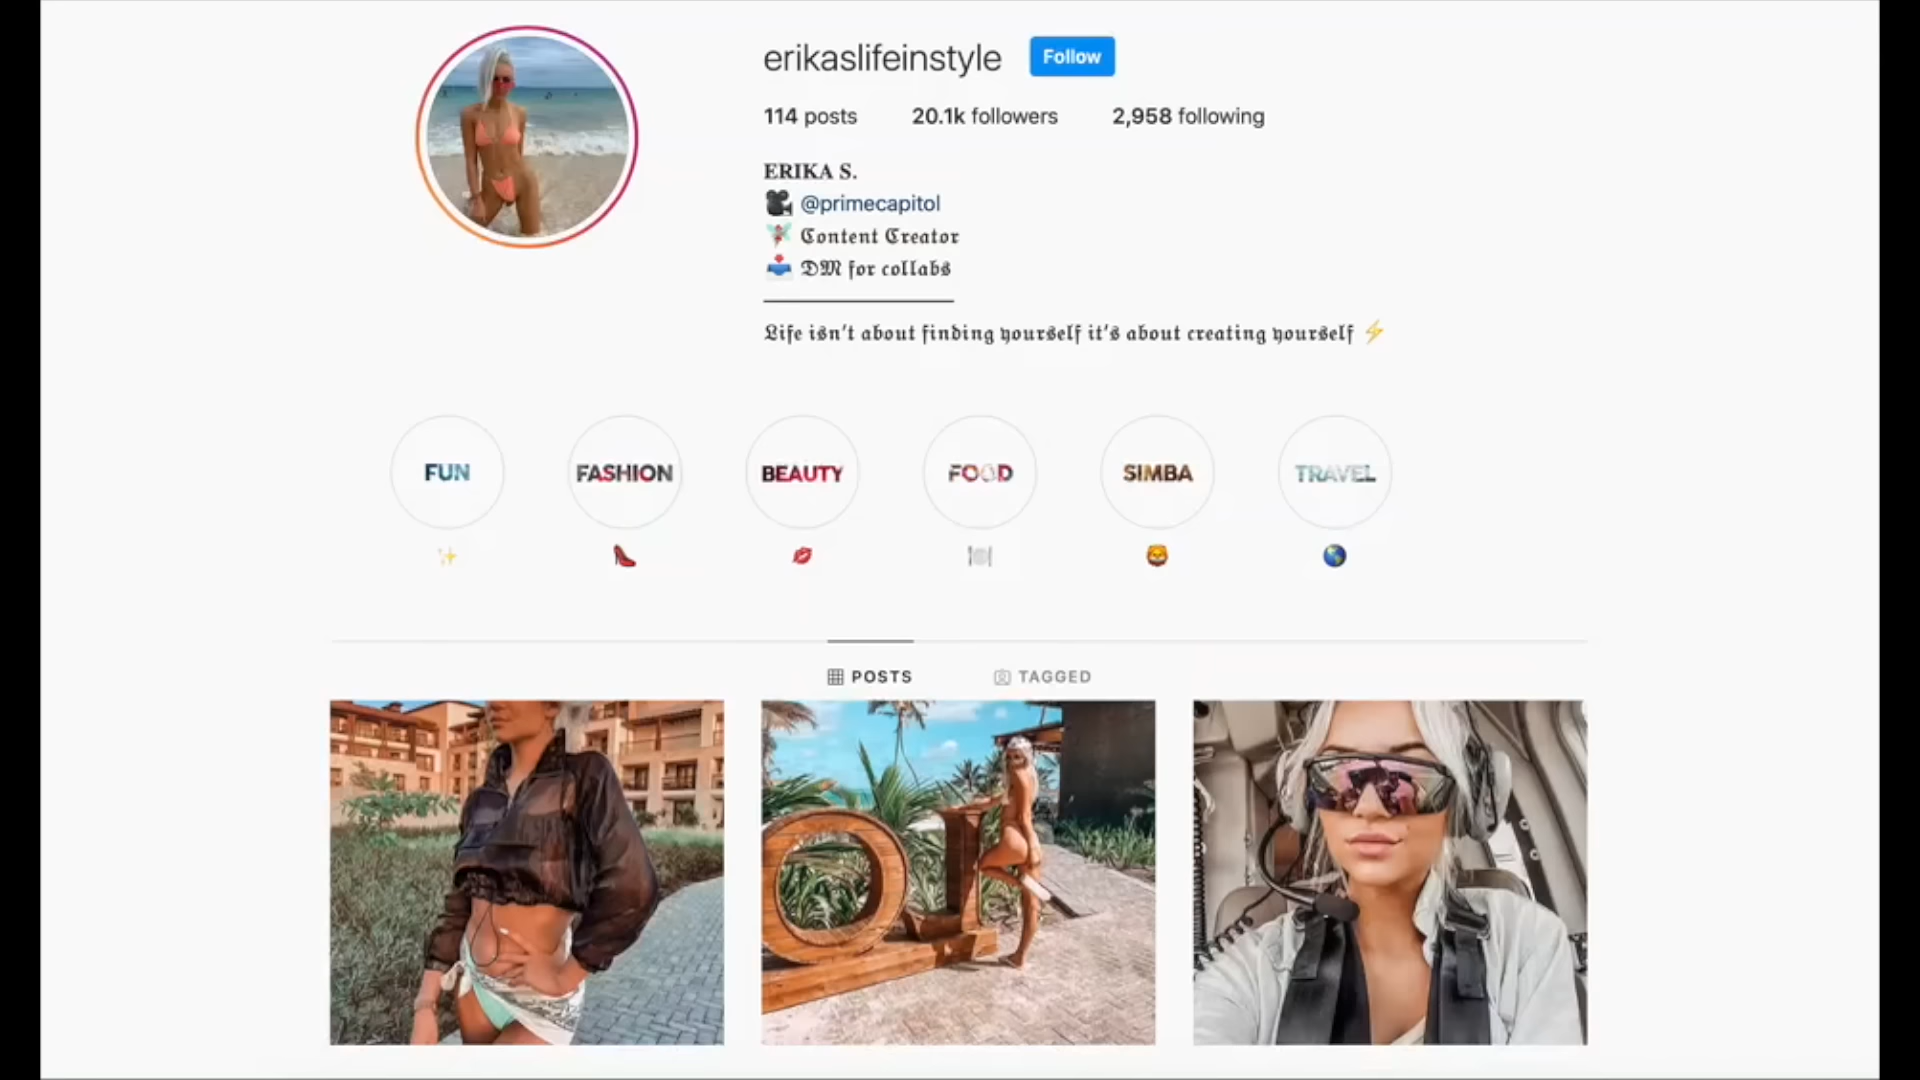 erikaslifeinstyle Follow
114 posts 20.1k followers 2,958 following
ERIKA S.
@primecapitol
Content Creator
DM for collabs
Life isn't about finding yourself it's about creating yourself
FUN FASHION BEAUTY FOOD SIMBA TRAVEL
POSTS TAGGED